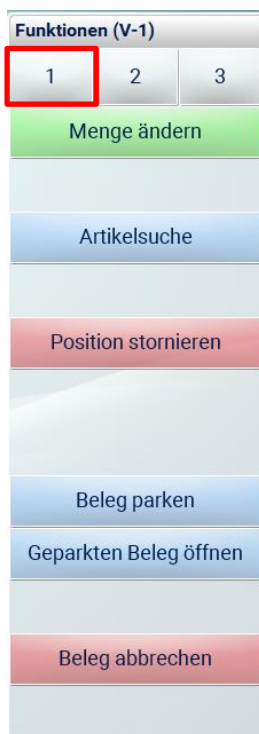 Funktionen (V-1)
1 2 3
Menge ändern
Artikelsuche
Position stornieren
Beleg parken
Geparkten Beleg öffnen
Beleg abbrechen